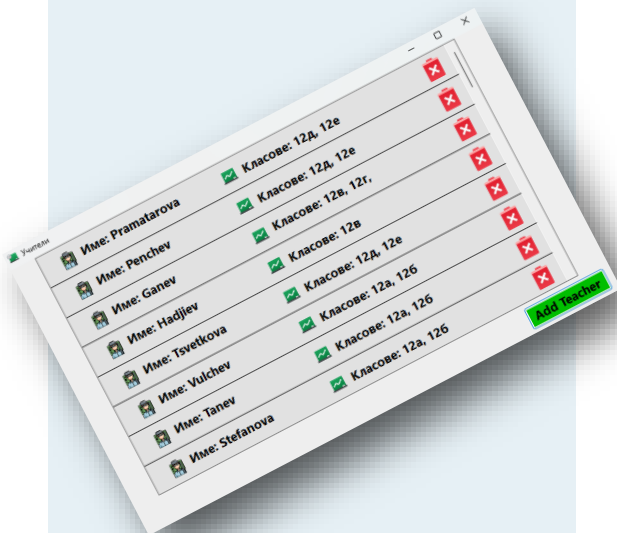 Учители
Име: Pramatarova Класове: 12д, 12е
Име: Penchev Класове: 12д, 12е
Име: Ganev Класове: 12в, 12г,
Име: Hadjiev Класове: 12в
Име: Tsvetkova Класове: 12д, 12е
Име: Vulchev Класове: 12а, 12б
Име: Tanev Класове: 12а, 12б
Име: Stefanova Класове: 12а, 12б
Add Teacher